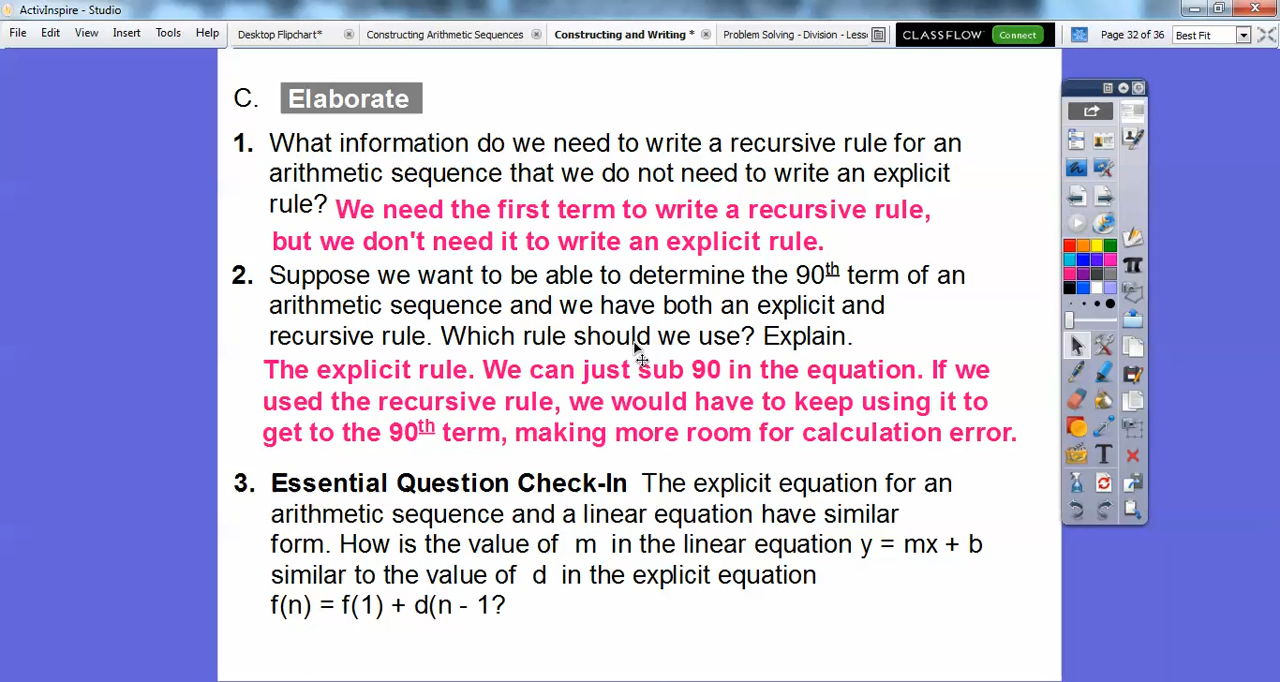 ActivInspire - Studio
File Edit View Insert Tools Help Desktop Flipchart* Constructing Arithmetic Sequences Constructing and Writing * Problem Solving - Division - Less CLASSFLOW Connect Page 32 of 36 Best Fit
C. Elaborate
1. What information do we need to write a recursive rule for an
arithmetic sequence that we do not need to write an explicit
rule? We need the first term to write a recursive rule,
but we don't need it to write an explicit rule.
2. Suppose we want to be able to determine the 90th term of an
arithmetic sequence and we have both an explicit and
recursive rule. Which rule should we use? Explain.
The explicit rule. We can just sub 90 in the equation. If we
used the recursive rule, we would have to keep using it to
get to the 90th term, making more room for calculation error.
3. Essential Question Check-In The explicit equation for an
arithmetic sequence and a linear equation have similar
form. How is the value of m in the linear equation y = mx + b
similar to the value of d in the explicit equation
f(n) = f(1) + d(n - 1?